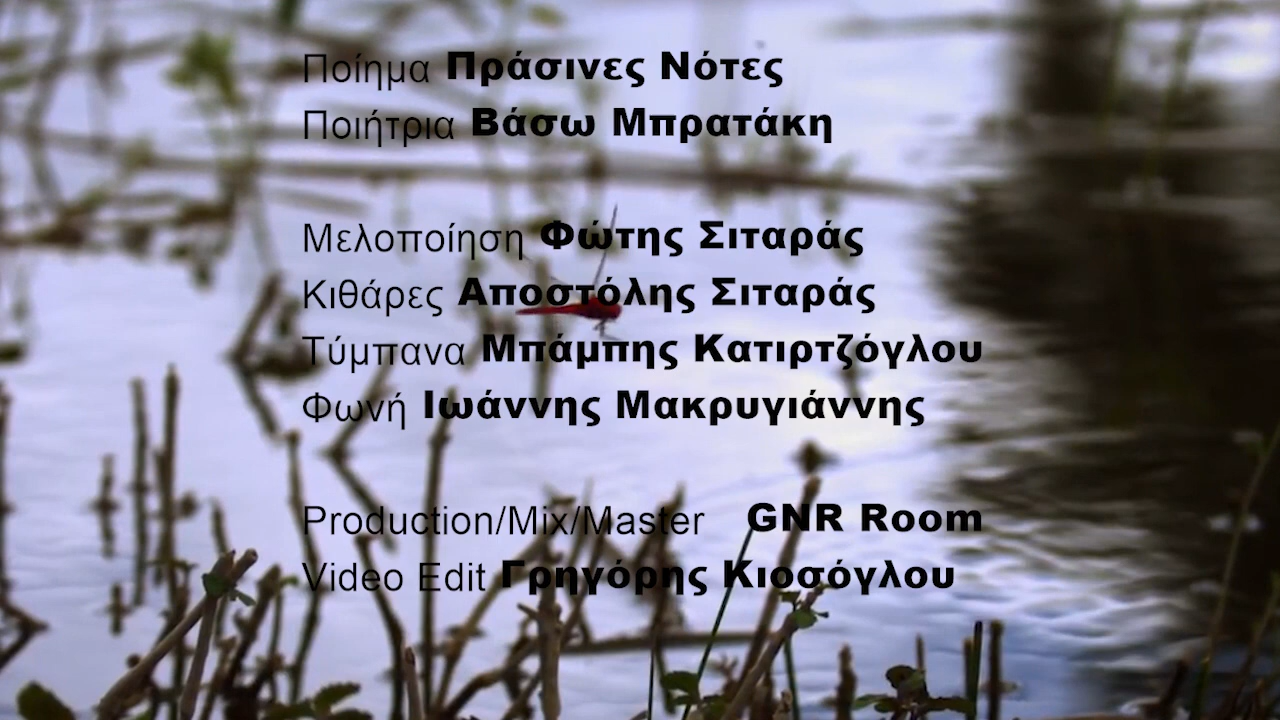 Ποίημα Πράσινες Νότες
Ποιήτρια Βάσω Μπρατάκη
Μελοποίηση Φώτης Σιταράς
Κιθάρες Αποστόλης Σιταράς
Τύμπανα Μπάμπης Κατιρτζόγλου
Φωνή Ιωάννης Μακρυγιάννης
Production/Mix/Master GNR Room
Video Edit Γρηγόρης Κιοσόγλου